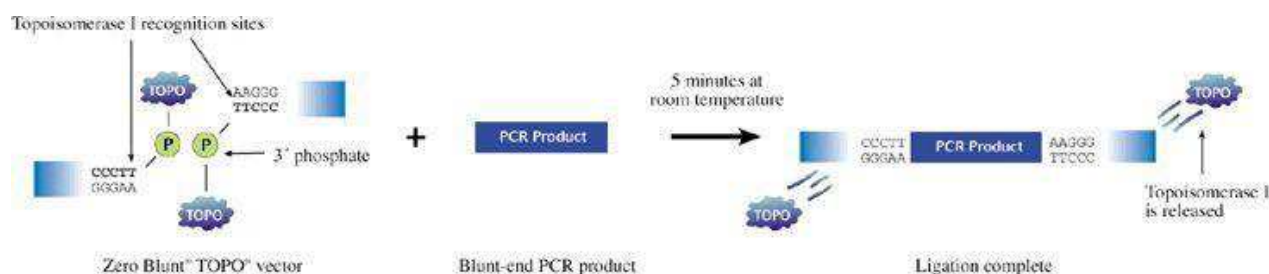 Topoisomerase I recognition sites
TOPO
AAGGG
TTCCC
P
P
3´ phosphate
CCCTT
GGGAA
TOPO
Zero Blunt® TOPO® vector
+
PCR Product
Blunt-end PCR product
5 minutes at
room temperature
TOPO
CCCTT
GGGAA
PCR Product
AAGGG
TTCCC
TOPO
Topoisomerase I
is released
Ligation complete